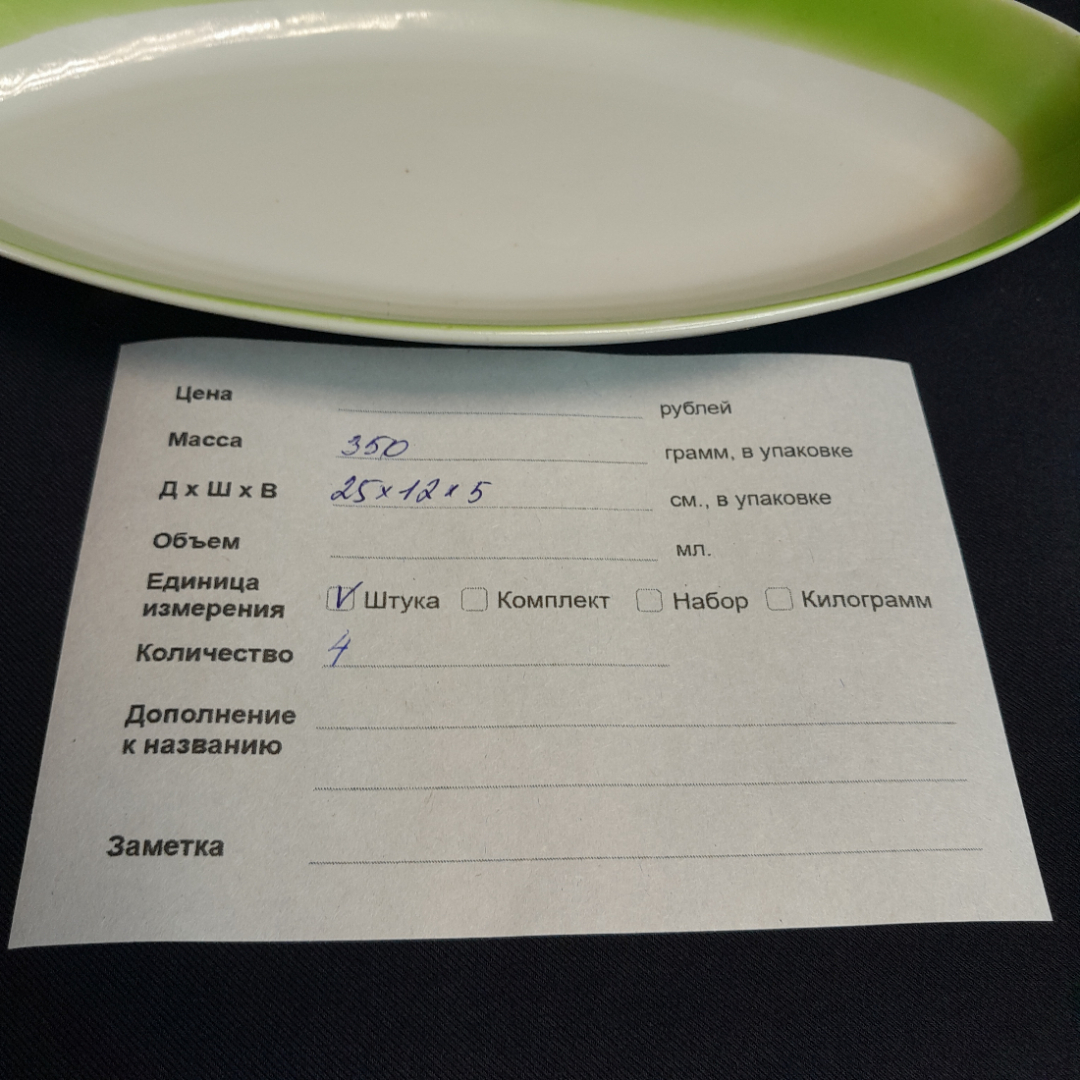 Цена рублей
Масса 350 грамм, в упаковке
Д х Ш х В 25×12×5 см., в упаковке
Объем мл.
Единица
измерения V Штука Комплект Набор Килограмм
Количество 4
Дополнение
к названию
Заметка